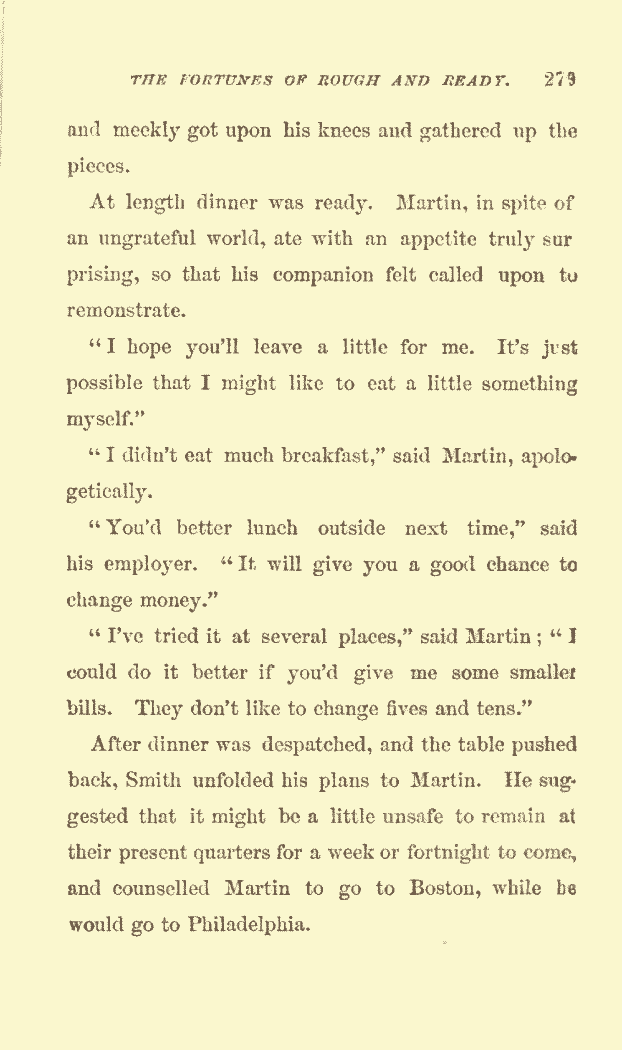 THE FORTUNES OF ROUGH AND READY. 279
and meekly got upon his knees and gathered up the
pieces.
At length dinner was ready. Martin, in spite of
an ungrateful world, ate with an appetite truly sur
prising, so that his companion felt called upon to
remonstrate.
“I hope you’ll leave a little for me. It’s just
possible that I might like to eat a little something
myself.”
“I didn’t eat much breakfast,” said Martin, apolo-
getically.
“You’d better lunch outside next time,” said
his employer. “It will give you a good chance to
change money.”
“I’ve tried it at several places,” said Martin; “I
could do it better if you’d give me some smaller
bills. They don’t like to change fives and tens.”
After dinner was despatched, and the table pushed
back, Smith unfolded his plans to Martin. He sug-
gested that it might be a little unsafe to remain at
their present quarters for a week or fortnight to come,
and counselled Martin to go to Boston, while he
would go to Philadelphia.